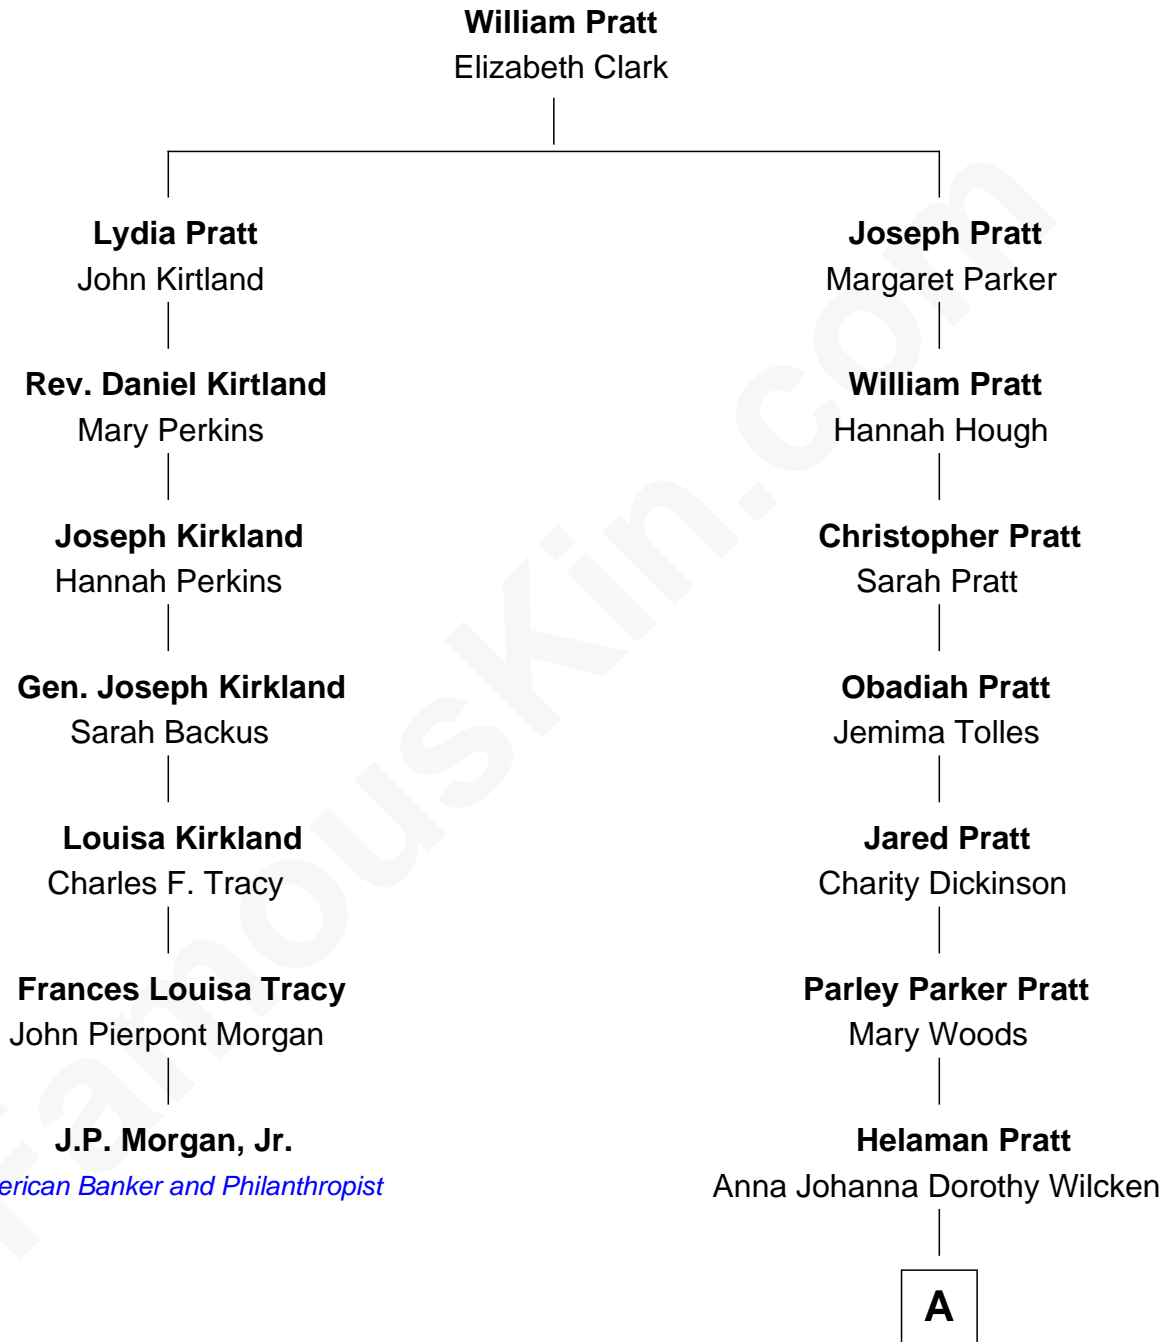 William Pratt
Elizabeth Clark
Lydia Pratt
John Kirtland
Joseph Pratt
Margaret Parker
Rev. Daniel Kirtland
Mary Perkins
William Pratt
Hannah Hough
Joseph Kirkland
Hannah Perkins
Christopher Pratt
Sarah Pratt
Gen. Joseph Kirkland
Sarah Backus
Obadiah Pratt
Jemima Tolles
Louisa Kirkland
Charles F. Tracy
Jared Pratt
Charity Dickinson
Frances Louisa Tracy
John Pierpont Morgan
Parley Parker Pratt
Mary Woods
J.P. Morgan, Jr.
erican Banker and Philanthropist
Helaman Pratt
Anna Johanna Dorothy Wilcken
A
FamousKin.com